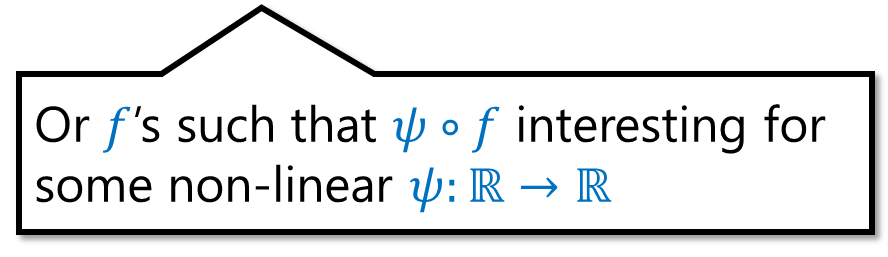 Or 𝑓's such that 𝜓 ∘ 𝑓 interesting for
some non-linear 𝜓: ℝ → ℝ